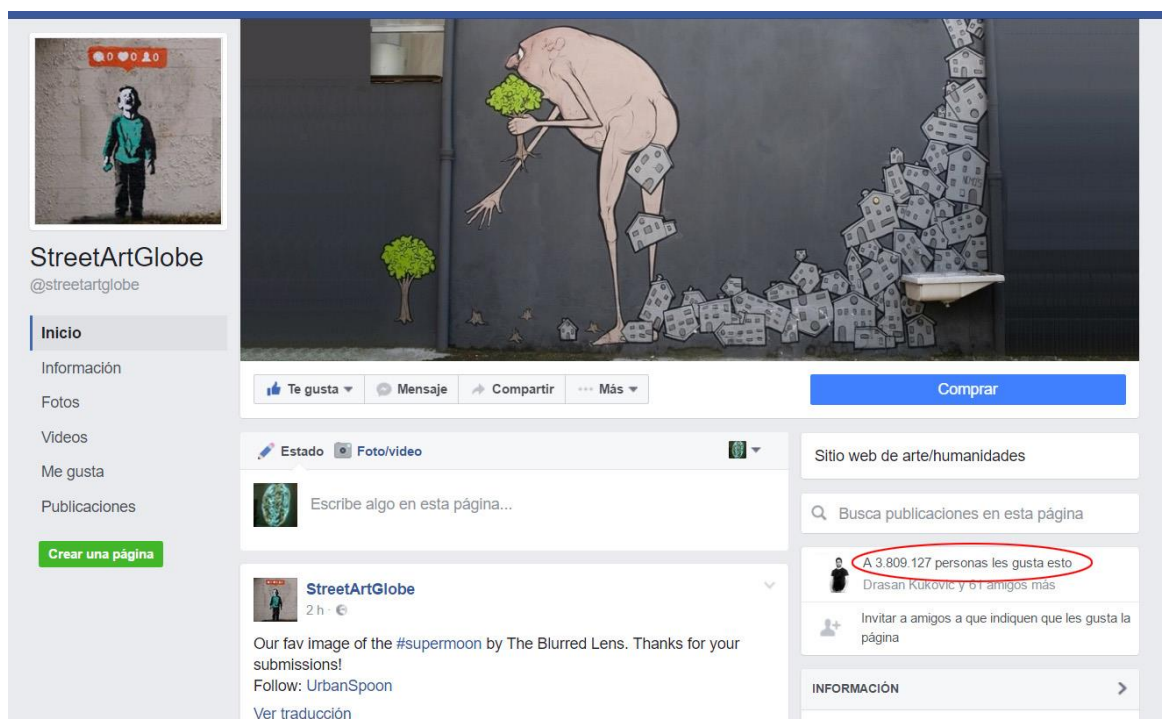 0 0 0
StreetArtGlobe
@streetartglobe
Inicio
Información
Fotos
Videos
Me gusta
Publicaciones
Crear una página
Te gusta
Mensaje
Compartir
Más
Comprar
Estado
Foto/video
Escribe algo en esta página...
StreetArtGlobe
2 h
Our fav image of the #supermoon by The Blurred Lens. Thanks for your
submissions!
Follow: UrbanSpoon
Ver traducción
Sitio web de arte/humanidades
Busca publicaciones en esta página
A 3.809.127 personas les gusta esto
Drasan Kukovic y 61 amigos más
Invitar a amigos a que indiquen que les gusta la
página
INFORMACIÓN